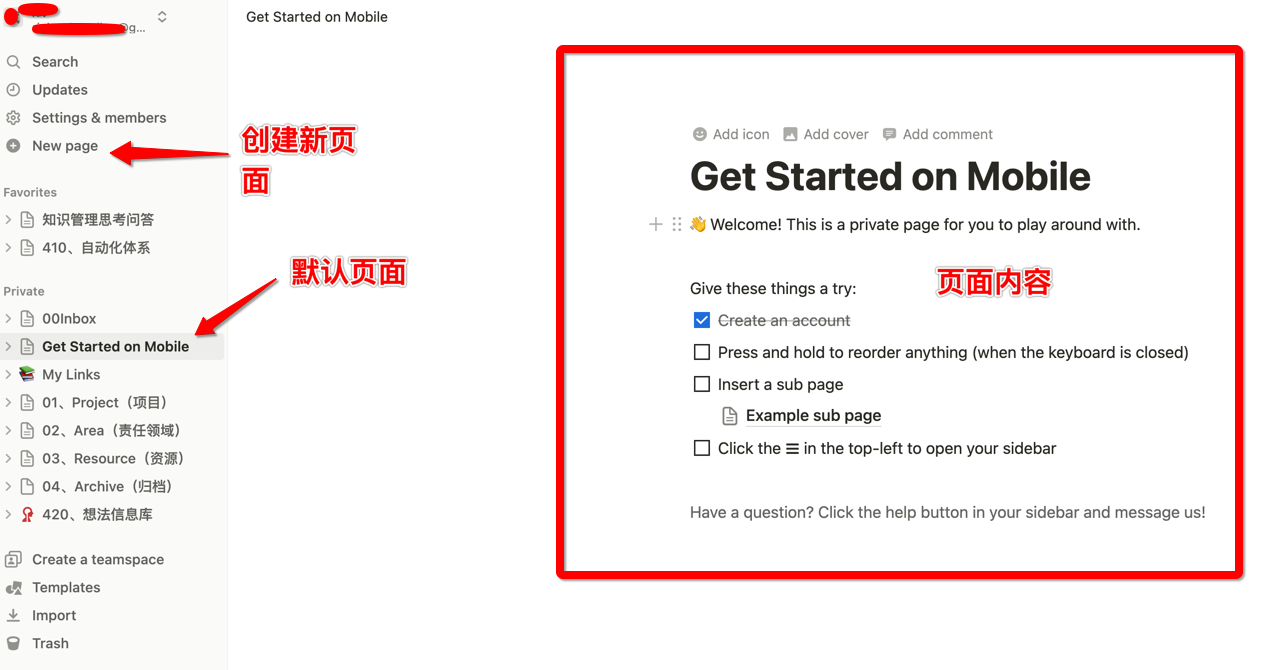 @g...
Get Started on Mobile
Search
Updates
Settings & members
New page
创建新页
面
Favorites
知识管理思考问答
410、自动化体系
Private
00Inbox
Get Started on Mobile
默认页面
My Links
01、Project（项目）
02、Area（责任领域）
03、Resource（资源）
04、Archive（归档）
420、想法信息库
Create a teamspace
Templates
Import
Trash
Add icon Add cover Add comment
Get Started on Mobile
👋 Welcome! This is a private page for you to play around with.
页面内容
Give these things a try:
Create an account
Press and hold to reorder anything (when the keyboard is closed)
Insert a sub page
Example sub page
Click the ☰ in the top-left to open your sidebar
Have a question? Click the help button in your sidebar and message us!